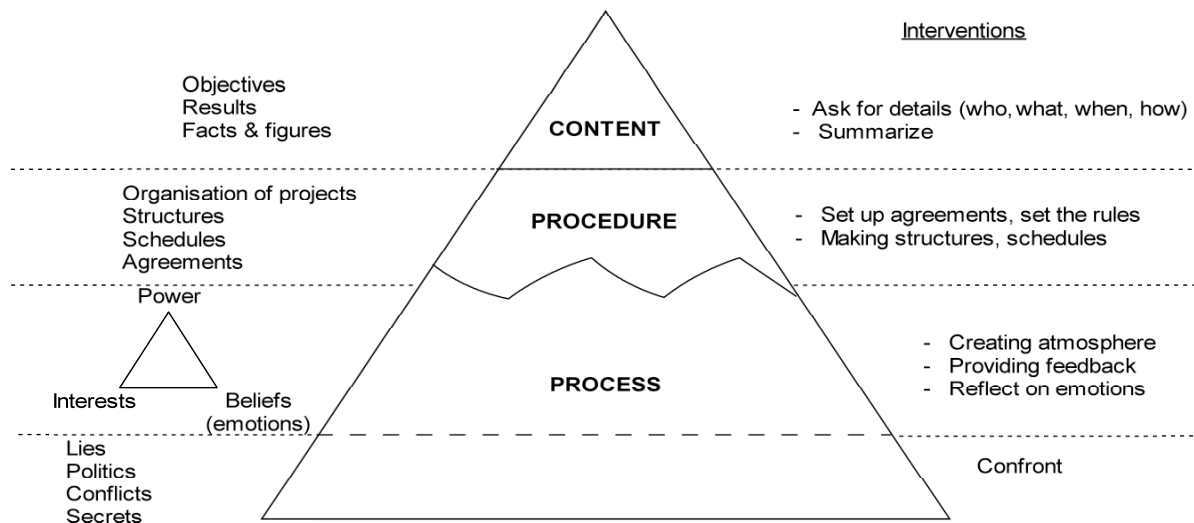 Interventions
Objectives
Results
Facts & figures
CONTENT
- Ask for details (who, what, when, how)
- Summarize
Organisation of projects
Structures
Schedules
Agreements
PROCEDURE
- Set up agreements, set the rules
- Making structures, schedules
Power
Interests
Beliefs
(emotions)
PROCESS
- Creating atmosphere
- Providing feedback
- Reflect on emotions
Lies
Politics
Conflicts
Secrets
Confront